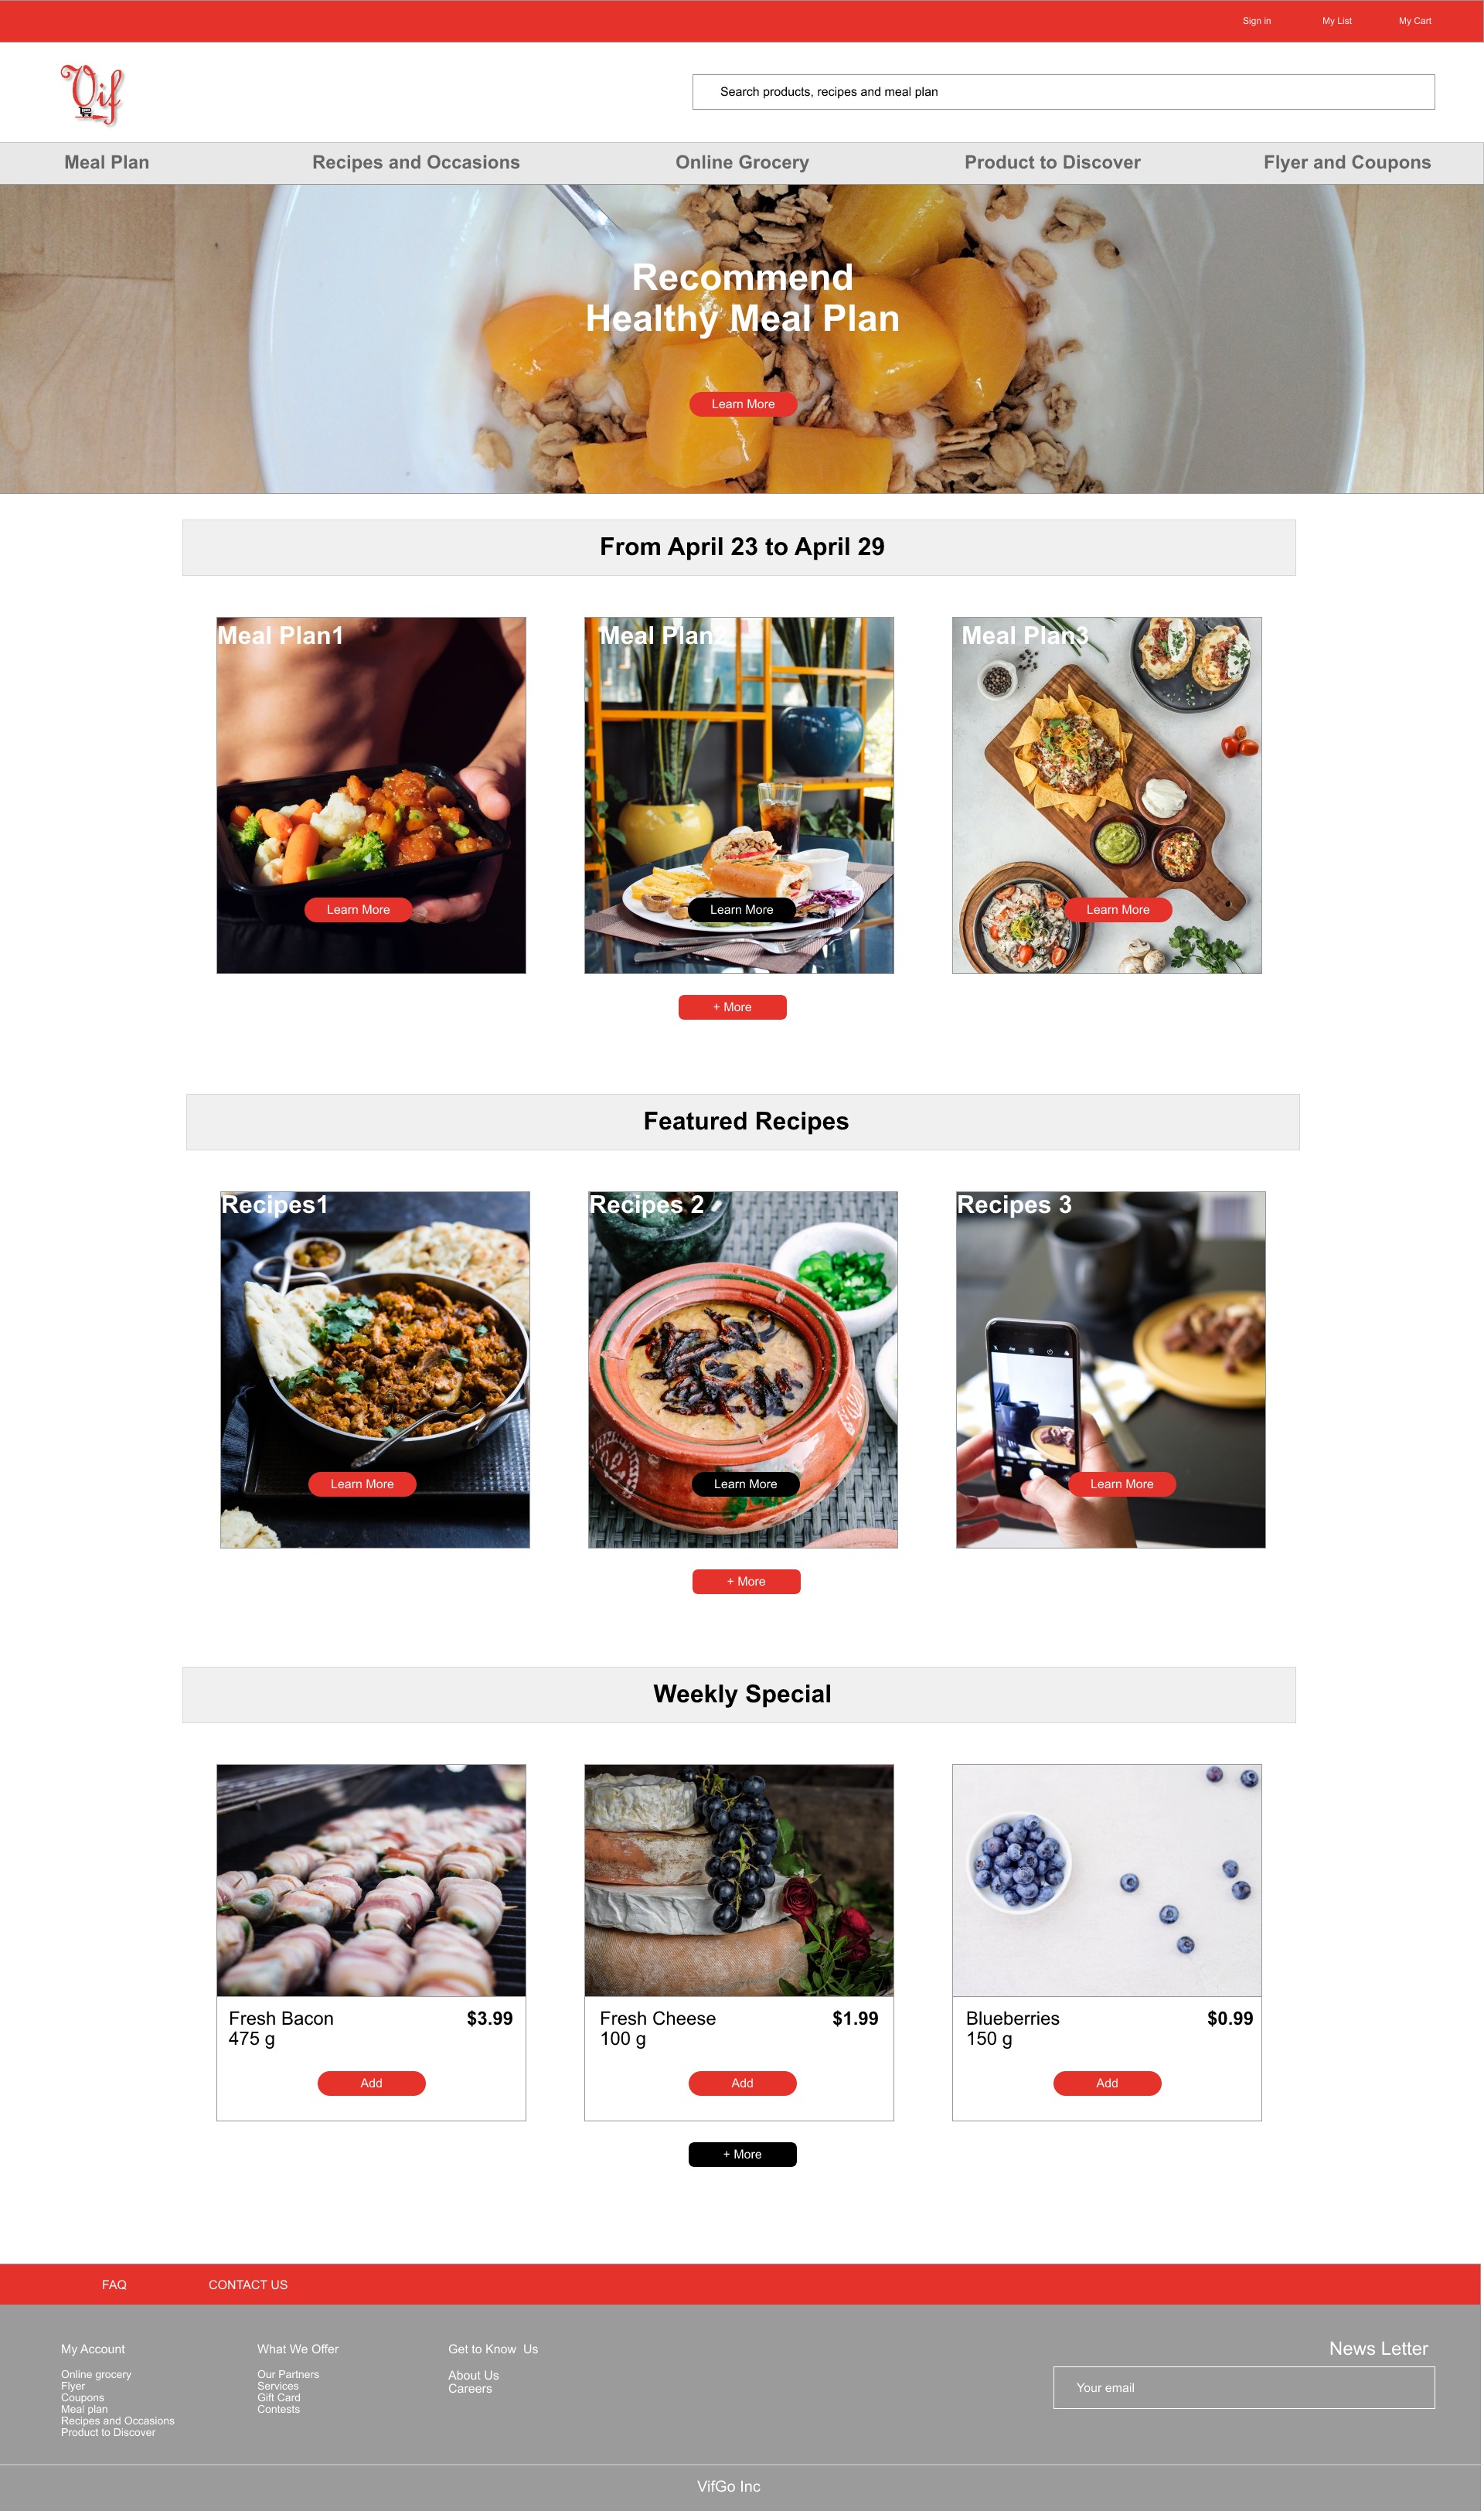 Sign in
My List
My Cart
Vif
Search products, recipes and meal plan
Meal Plan
Recipes and Occasions
Online Grocery
Product to Discover
Flyer and Coupons
Recommend
Healthy Meal Plan
Learn More
From April 23 to April 29
Meal Plan1
Meal Plan2
Meal Plan3
Learn More
Learn More
Learn More
+ More
Featured Recipes
Recipes1
Recipes 2
Recipes 3
Learn More
Learn More
Learn More
+ More
Weekly Special
Fresh Bacon
475 g
$3.99
Add
Fresh Cheese
100 g
$1.99
Add
Blueberries
150 g
$0.99
Add
+ More
FAQ
CONTACT US
My Account
Online grocery
Flyer
Coupons
Meal plan
Recipes and Occasions
Product to Discover
What We Offer
Our Partners
Services
Gift Card
Contests
Get to Know  Us
About Us
Careers
News Letter
Your email
VifGo Inc